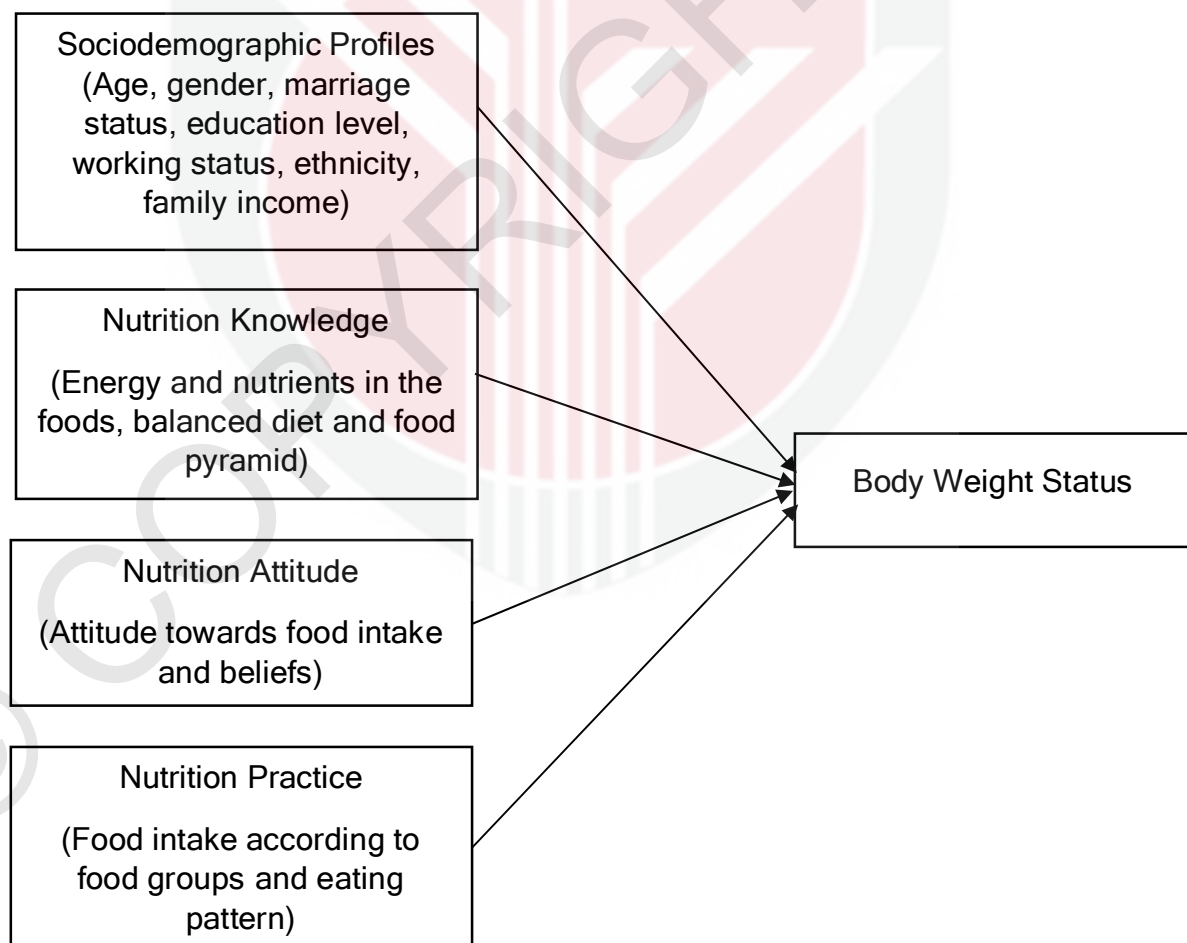 Sociodemographic Profiles
(Age, gender, marriage
status, education level,
working status, ethnicity,
family income)
Nutrition Knowledge
(Energy and nutrients in the
foods, balanced diet and food
pyramid)
Nutrition Attitude
(Attitude towards food intake
and beliefs)
Nutrition Practice
(Food intake according to
food groups and eating
pattern)
Body Weight Status
© COPYRIGH